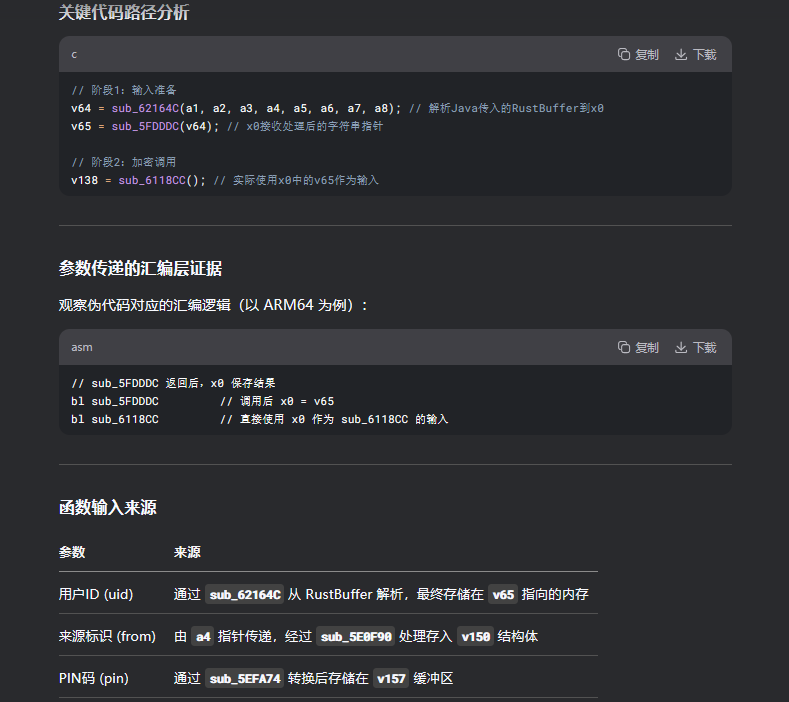 关键代码路径分析
c 复制 下载
// 阶段1：输入准备
v64 = sub_62164C(a1, a2, a3, a4, a5, a6, a7, a8); // 解析Java传入的RustBuffer到x0
v65 = sub_5FDDDC(v64); // x0接收处理后的字符串指针
// 阶段2：加密调用
v138 = sub_6118CC(); // 实际使用x0中的v65作为输入
参数传递的汇编层证据
观察伪代码对应的汇编逻辑（以 ARM64 为例）：
asm 复制 下载
// sub_5FDDDC 返回后，x0 保存结果
bl sub_5FDDDC // 调用后 x0 = v65
bl sub_6118CC // 直接使用 x0 作为 sub_6118CC 的输入
函数输入来源
参数 来源
用户ID (uid) 通过 sub_62164C 从 RustBuffer 解析，最终存储在 v65 指向的内存
来源标识 (from) 由 a4 指针传递，经过 sub_5E0F90 处理存入 v150 结构体
PIN码 (pin) 通过 sub_5EFA74 转换后存储在 v157 缓冲区